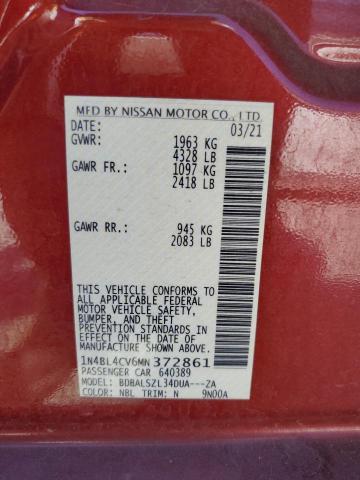 MFD BY NISSAN MOTOR CO., LTD.
DATE: 03/21
GVWR: 1963 KG
4328 LB
GAWR FR.: 1097 KG
2418 LB
GAWR RR.: 945 KG
2083 LB
THIS VEHICLE CONFORMS TO
ALL APPLICABLE FEDERAL
MOTOR VEHICLE SAFETY,
BUMPER, AND THEFT
PREVENTION STANDARDS
IN EFFECT ON THE DATE OF
MANUFACTURE SHOWN ABOVE.
1N4BL4CV6MN372861
PASSENGER CAR 640389
MODEL: BDBALSZL34DUA---ZA
COLOR: NBL TRIM: N 9N00A